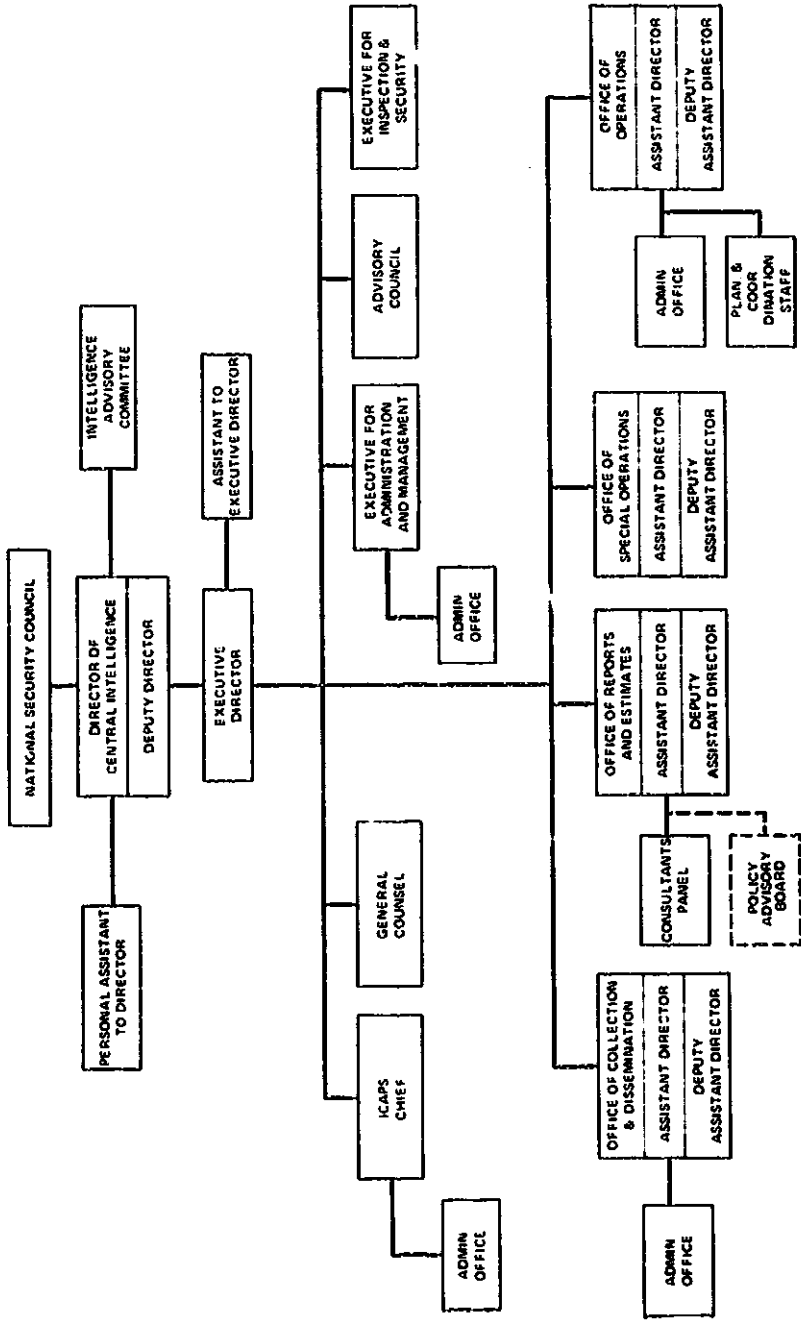 NATIONAL SECURITY COUNCIL
PERSONAL ASSISTANT
TO DIRECTOR
DIRECTOR OF
CENTRAL INTELLIGENCE
DEPUTY DIRECTOR
INTELLIGENCE
ADVISORY
COMMITTEE
EXECUTIVE
DIRECTOR
ASSISTANT TO
EXECUTIVE DIRECTOR
ICAPS
CHIEF
ADMIN
OFFICE
GENERAL
COUNSEL
EXECUTIVE FOR
ADMINISTRATION
AND MANAGEMENT
ADMIN
OFFICE
ADVISORY
COUNCIL
EXECUTIVE FOR
INSPECTION &
SECURITY
OFFICE OF COLLECTION
& DISSEMINATION
ASSISTANT DIRECTOR
DEPUTY
ASSISTANT DIRECTOR
ADMIN
OFFICE
OFFICE OF REPORTS
AND ESTIMATES
ASSISTANT DIRECTOR
DEPUTY
ASSISTANT DIRECTOR
CONSULTANTS
PANEL
POLICY
ADVISORY
BOARD
OFFICE OF
SPECIAL OPERATIONS
ASSISTANT DIRECTOR
DEPUTY
ASSISTANT DIRECTOR
OFFICE OF
OPERATIONS
ASSISTANT DIRECTOR
DEPUTY
ASSISTANT DIRECTOR
ADMIN
OFFICE
PLAN. &
COOR
DINATION
STAFF